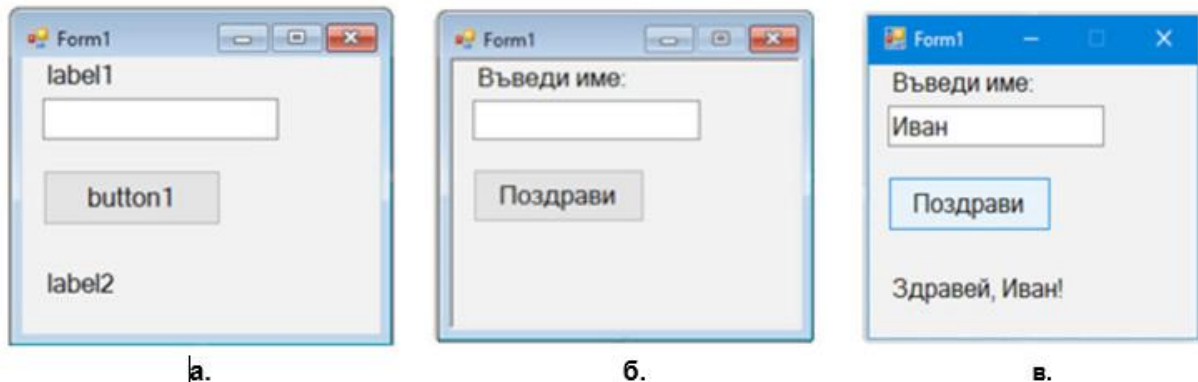 Form1
label1
button1
label2
а.
Form1
Въведи име:
Поздрави
б.
Form1
Въведи име:
Иван
Поздрави
Здравей, Иван!
в.